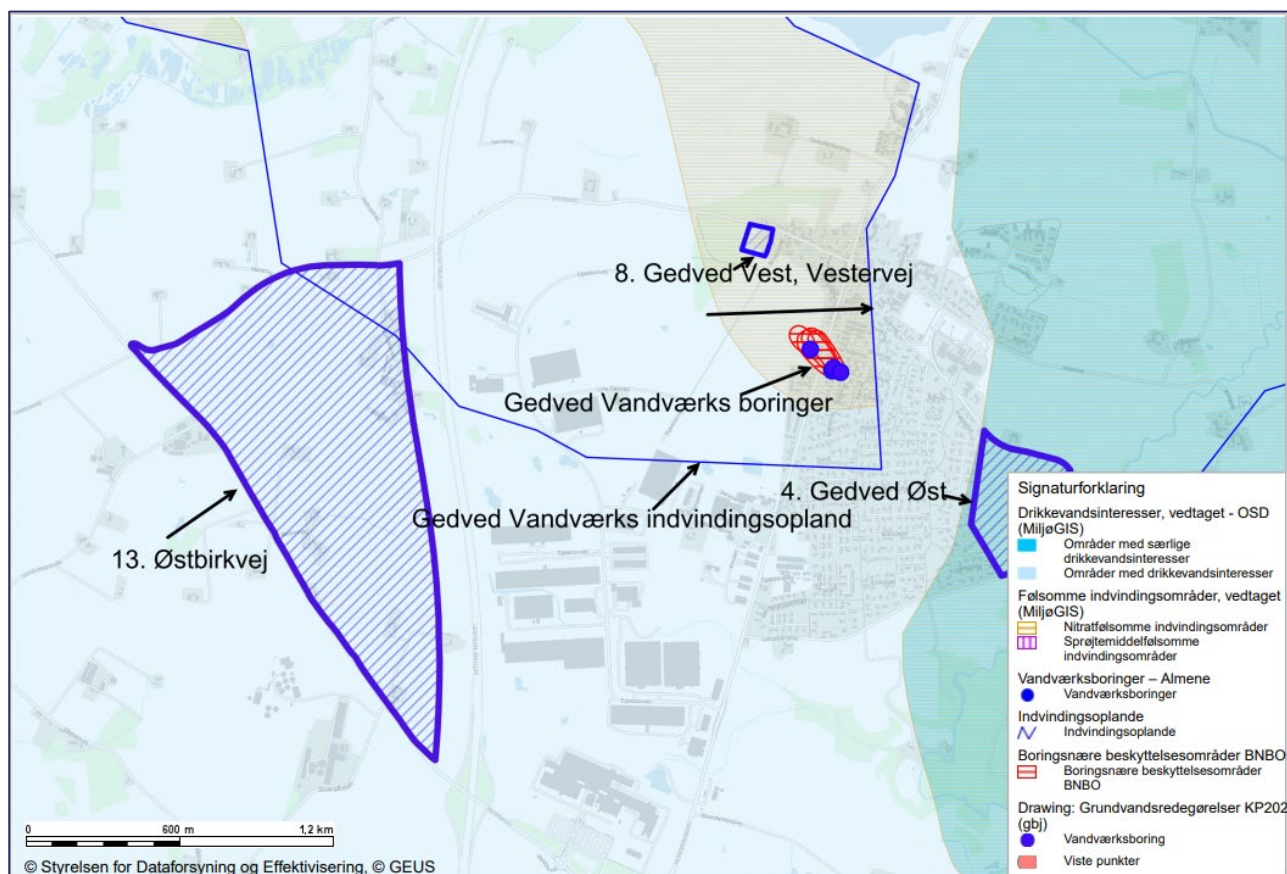 8. Gedved Vest, Vestervej
Gedved Vandværks boringer
4. Gedved Øst
Gedved Vandværks indvindingsopland
13. Østbirkvej
Signaturforklaring
Drikkevandsinteresser, vedtaget - OSD
(MiljøGIS)
Områder med særlige
drikkevandsinteresser
Områder med drikkevandsinteresser
Følsomme indvindingsområder, vedtaget
(MiljøGIS)
Nitratfølsomme indvindingsområder
Sprøjtemiddelfølsomme
indvindingsområder
Vandværksboringer – Almene
Vandværksboringer
Indvindingsoplande
Indvindingsoplande
Boringsnære beskyttelsesområder BNBO
Boringsnære beskyttelsesområder
BNBO
Drawing: Grundvandsredegørelser KP202
(gbj)
Vandværksboring
Viste punkter
0 600 m 1,2 km
© Styrelsen for Dataforsyning og Effektivisering, © GEUS